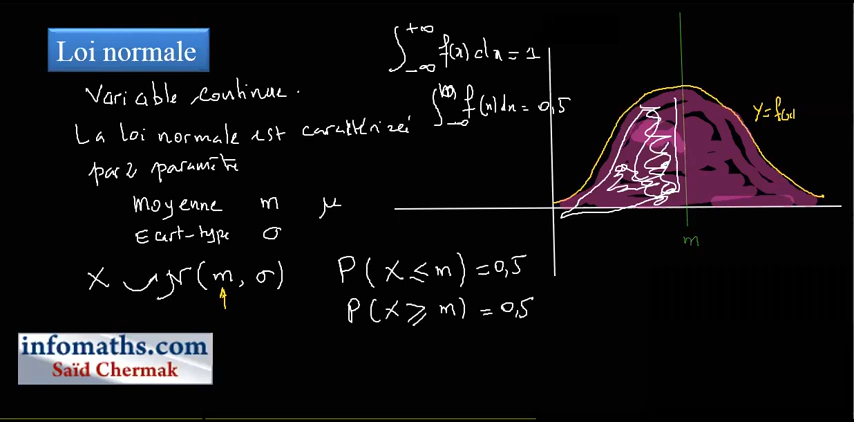 Loi normale
Variable continue.
La loi normale est caractérizei
par 2 paramètre
Moyenne m μ
Ecart-type σ
X ↝ N(m, σ)
∫_{-∞}^{+∞} f(x) dx = 1
∫_{-∞}^{m} f(x) dx = 0,5
P(X ≤ m) = 0,5
P(X ≥ m) = 0,5
y = f(x)
m
infomaths.com
Saïd Chermak